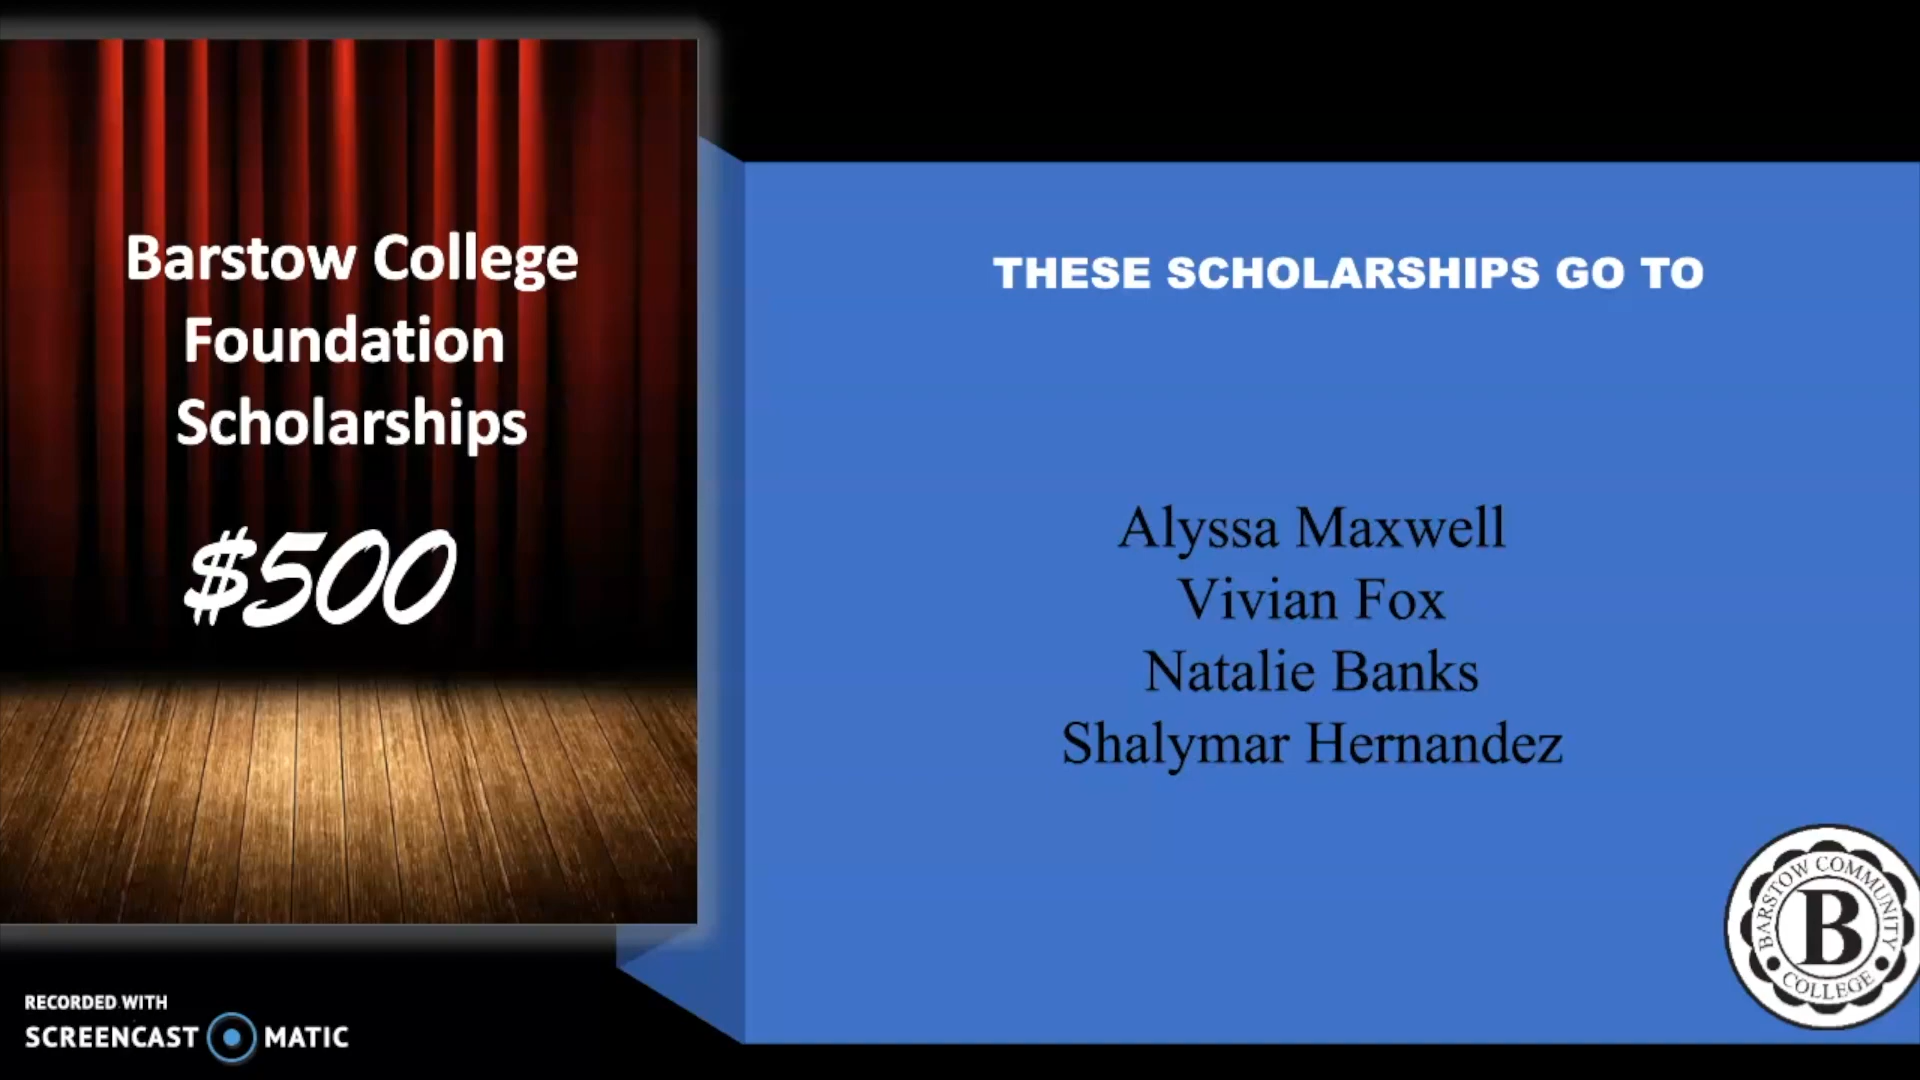 Barstow College
Foundation
Scholarships
$500
THESE SCHOLARSHIPS GO TO
Alyssa Maxwell
Vivian Fox
Natalie Banks
Shalymar Hernandez
BARSTOW COMMUNITY
B
COLLEGE
RECORDED WITH
SCREENCAST MATIC